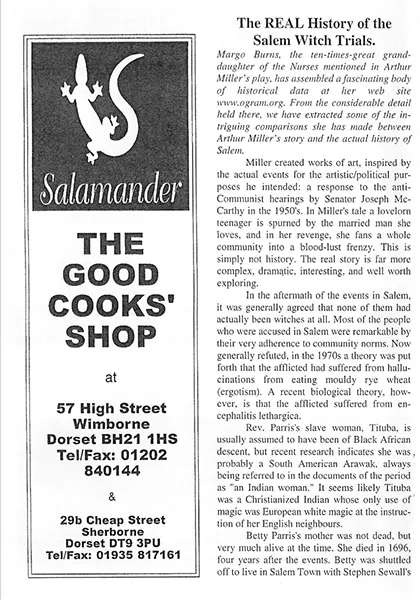 Salamander
THE
GOOD
COOKS'
SHOP
at
57 High Street
Wimborne
Dorset BH21 1HS
Tel/Fax: 01202
840144
&
29b Cheap Street
Sherborne
Dorset DT9 3PU
Tel/Fax: 01935 817161
The REAL History of the
Salem Witch Trials.
Margo Burns, the ten-times-great grand-
daughter of the Nurses mentioned in Arthur
Miller's play, has assembled a fascinating body
of historical data at her web site
www.ogram.org. From the considerable detail
held there, we have extracted some of the in-
triguing comparisons she has made between
Arthur Miller's story and the actual history of
Salem.
Miller created works of art, inspired by
the actual events for the artistic/political pur-
poses he intended: a response to the anti-
Communist hearings by Senator Joseph Mc-
Carthy in the 1950's. In Miller's tale a lovelorn
teenager is spurned by the married man she
loves, and in her revenge, she fans a whole
community into a blood-lust frenzy. This is
simply not history. The real story is far more
complex, dramatic, interesting, and well worth
exploring.
In the aftermath of the events in Salem,
it was generally agreed that none of them had
actually been witches at all. Most of the people
who were accused in Salem were remarkable by
their very adherence to community norms. Now
generally refuted, in the 1970s a theory was put
forth that the afflicted had suffered from hallu-
cinations from eating mouldy rye wheat
(ergotism). A recent biological theory, how-
ever, is that the afflicted suffered from en-
cephalitis lethargica.
Rev. Parris's slave woman, Tituba, is
usually assumed to have been of Black African
descent, but recent research indicates she was
probably a South American Arawak, always
being referred to in the documents of the period
as "an Indian woman." It seems likely Tituba
was a Christianized Indian whose only use of
magic was European white magic at the instruc-
tion of her English neighbours.
Betty Parris's mother was not dead, but
very much alive at the time. She died in 1696,
four years after the events. Betty was shuttled
off to live in Salem Town with Stephen Sewall's